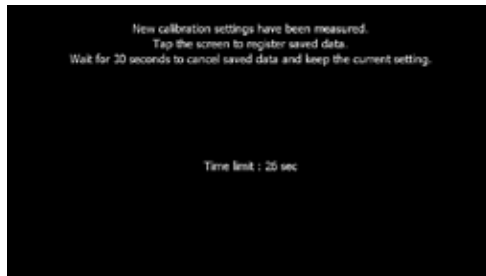 New calibration settings have been measured.
Tap the screen to register saved data.
Wait for 30 seconds to cancel saved data and keep the current setting.
Time limit : 26 sec